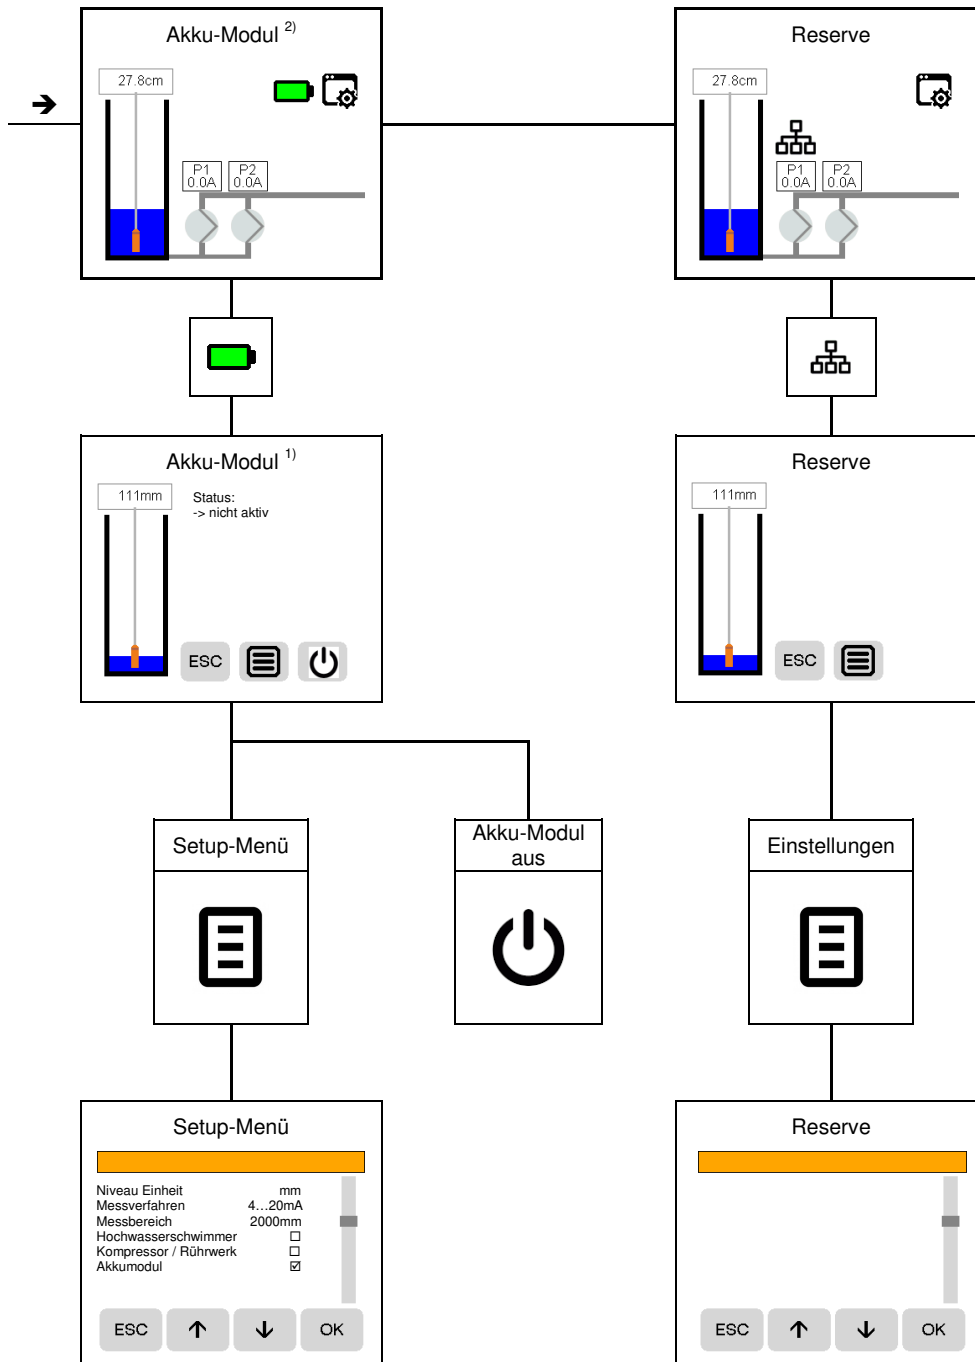 Akku-Modul 2)
27.8cm
P1
0.0A
P2
0.0A
Reserve
27.8cm
P1
0.0A
P2
0.0A
Akku-Modul 1)
111mm
Status:
-> nicht aktiv
ESC
Reserve
111mm
ESC
Setup-Menü
Akku-Modul
aus
Einstellungen
Setup-Menü
Niveau Einheit mm
Messverfahren 4…20mA
Messbereich 2000mm
Hochwasserschwimmer ☐
Kompressor / Rührwerk ☐
Akkumodul ☑
ESC ↑ ↓ OK
Reserve
ESC ↑ ↓ OK